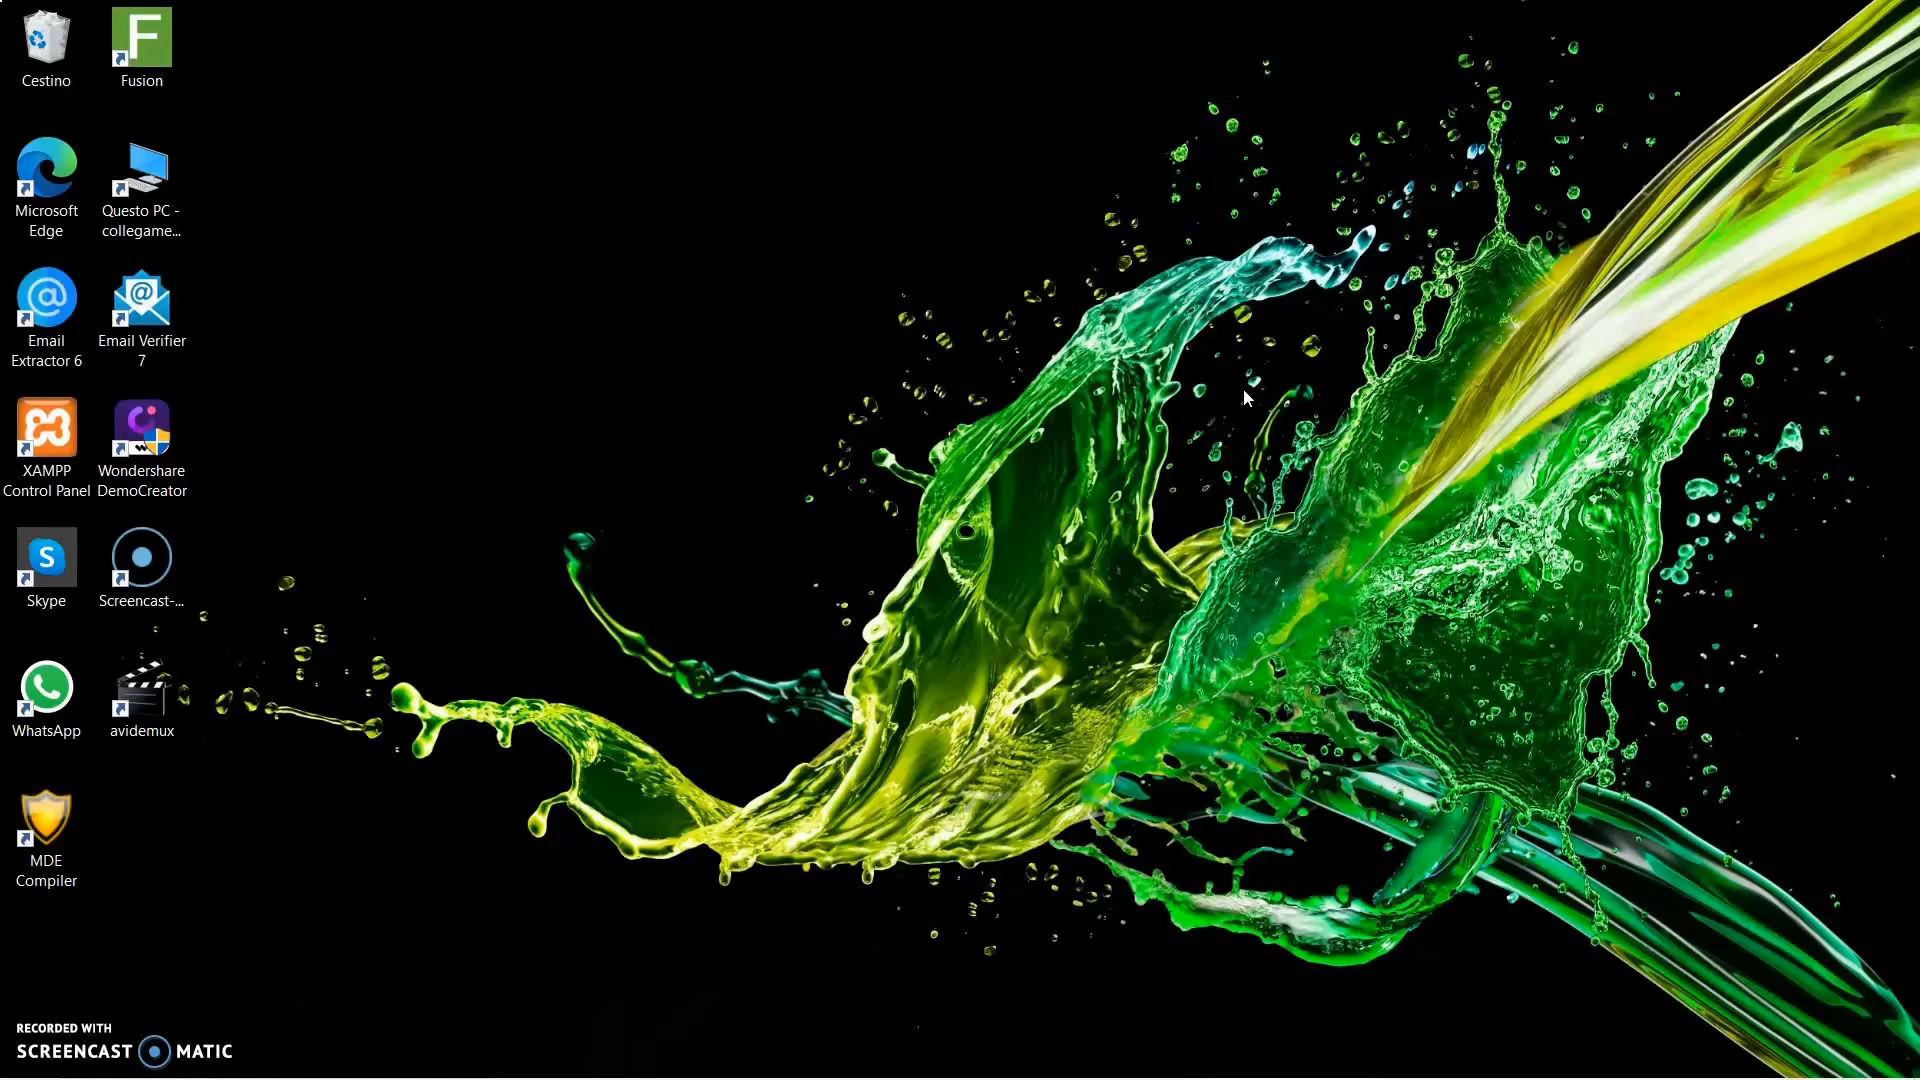 Cestino
Fusion
Microsoft
Edge
Questo PC -
collegame...
Email
Extractor 6
Email Verifier
7
XAMPP
Control Panel
Wondershare
DemoCreator
Skype
Screencast-...
WhatsApp
avidemux
MDE
Compiler
RECORDED WITH
SCREENCAST MATIC